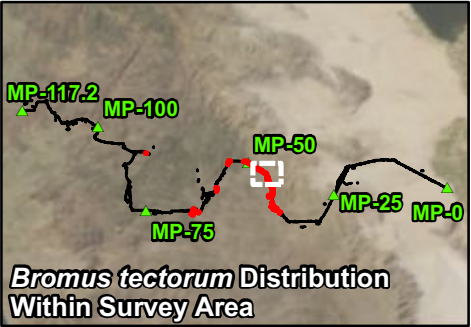 MP-117.2
MP-100
MP-50
MP-25
MP-0
MP-75
Bromus tectorum Distribution
Within Survey Area